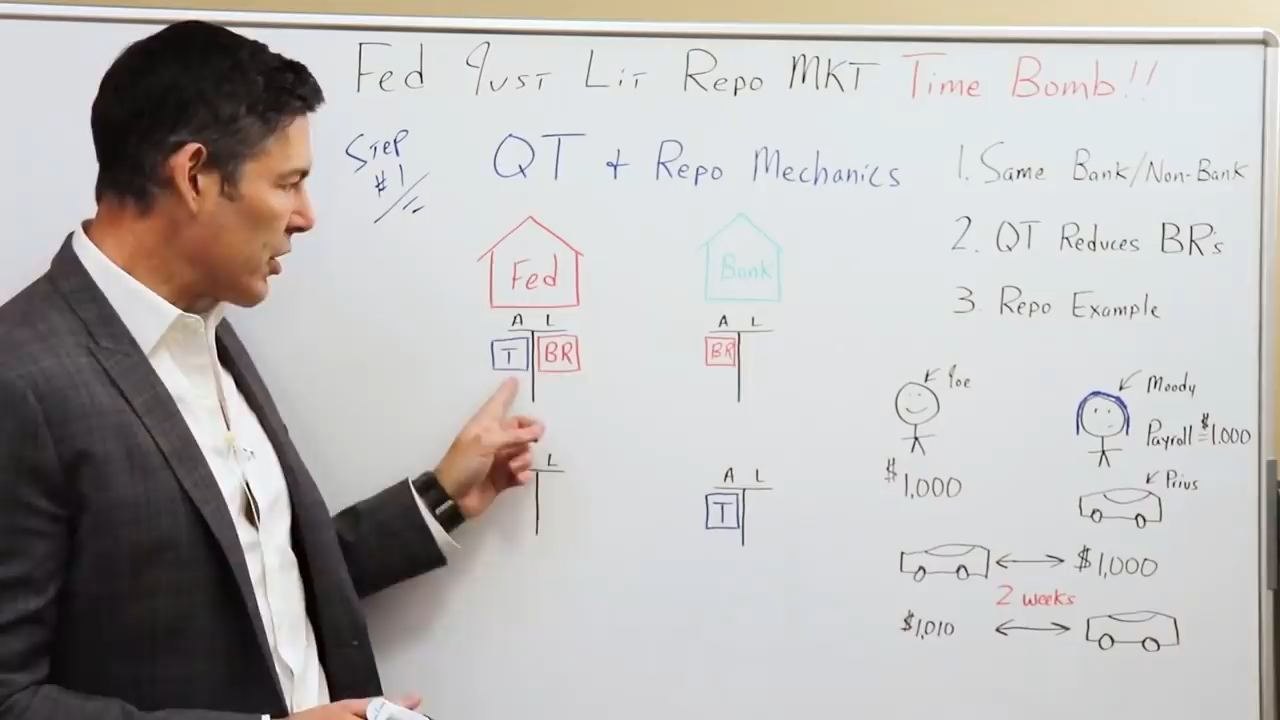 Fed Just Lit Repo MKT Time Bomb!!
Step #1
QT + Repo Mechanics
Fed
A L
T BR
L
Bank
A L
BR
A L
T
1. Same Bank/Non-Bank
2. QT Reduces BR's
3. Repo Example
Joe
$1,000
Moody
Payroll = $1,000
Prius
$1,000
2 weeks
$1,010